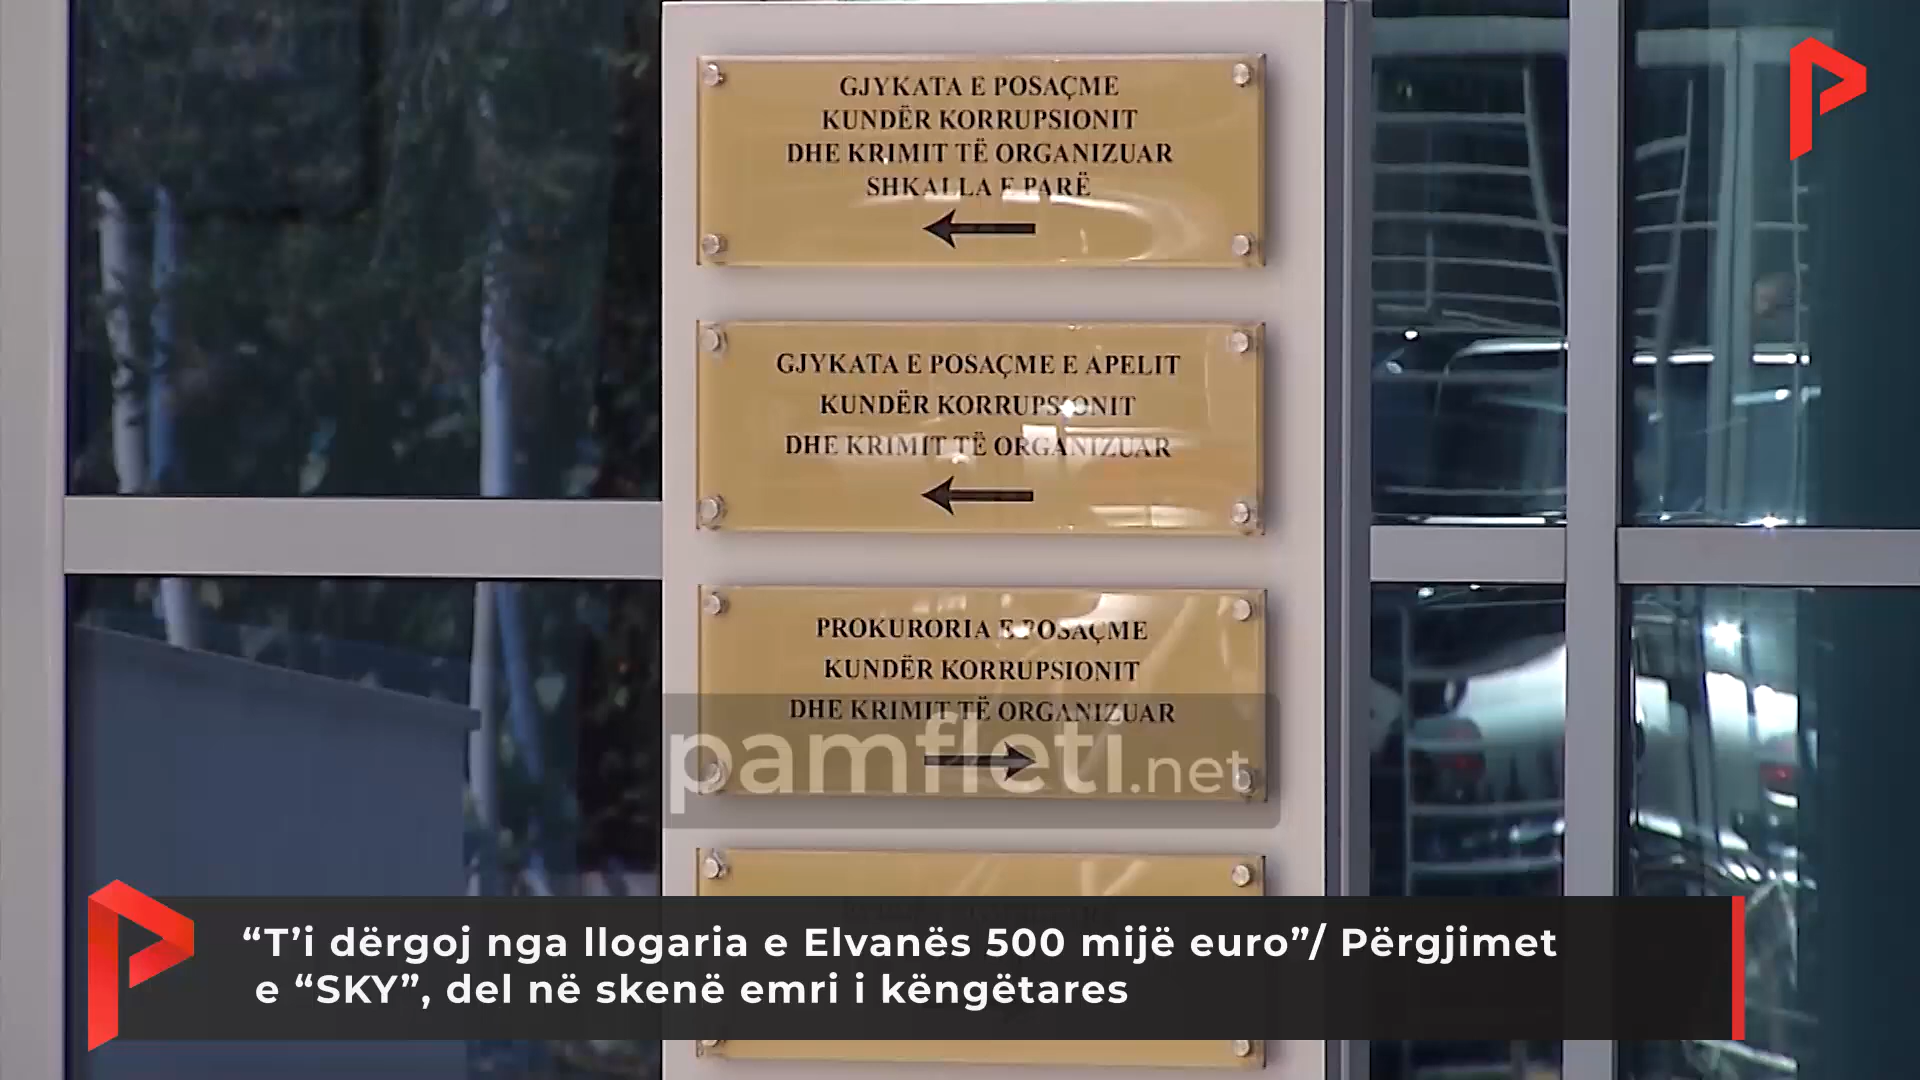 GJYKATA E POSAÇME
KUNDËR KORRUPSIONIT
DHE KRIMIT TË ORGANIZUAR
SHKALLA E PARË
GJYKATA E POSAÇME E APELIT
KUNDËR KORRUPSIONIT
DHE KRIMIT TË ORGANIZUAR
PROKURORIA E POSAÇME
KUNDËR KORRUPSIONIT
DHE KRIMIT TË ORGANIZUAR
pamfleti.net
“T’i dërgoj nga llogaria e Elvanës 500 mijë euro”/ Përgjimet
e “SKY”, del në skenë emri i këngëtares